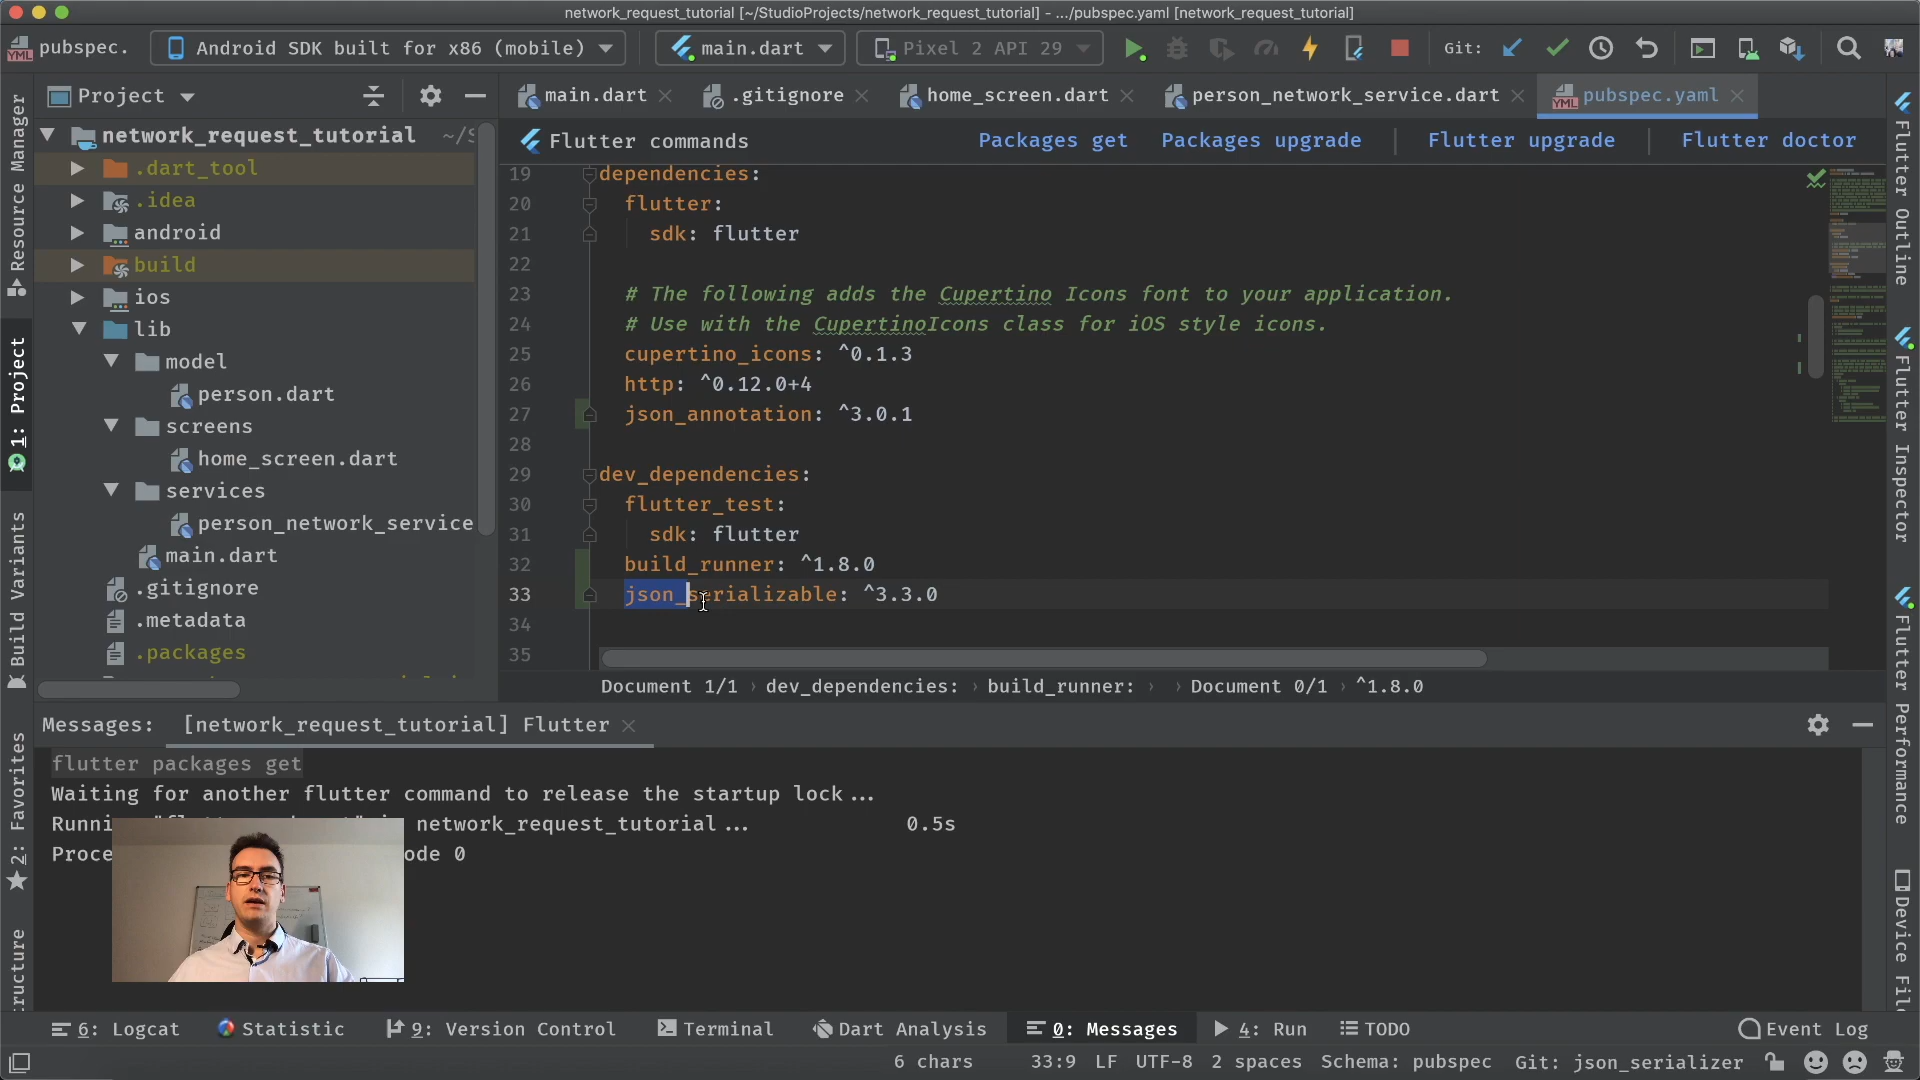 network_request_tutorial [~/StudioProjects/network_request_tutorial] - .../pubspec.yaml [network_request_tutorial]
pubspec.
Android SDK built for x86 (mobile)
main.dart
Pixel 2 API 29
Git:
Project
main.dart
.gitignore
home_screen.dart
person_network_service.dart
pubspec.yaml
Flutter commands
Packages get
Packages upgrade
Flutter upgrade
Flutter doctor
Resource Manager
1: Project
Build Variants
2: Favorites
network_request_tutorial
.dart_tool
.idea
android
build
ios
lib
model
person.dart
screens
home_screen.dart
services
person_network_service
main.dart
.gitignore
.metadata
.packages
19 dependencies:
20 flutter:
21 sdk: flutter
22
23 # The following adds the Cupertino Icons font to your application.
24 # Use with the CupertinoIcons class for iOS style icons.
25 cupertino_icons: ^0.1.3
26 http: ^0.12.0+4
27 json_annotation: ^3.0.1
28
29 dev_dependencies:
30 flutter_test:
31 sdk: flutter
32 build_runner: ^1.8.0
33 json_serializable: ^3.3.0
34
35
Document 1/1 › dev_dependencies: › build_runner: › › Document 0/1 › ^1.8.0
Flutter Outline
Flutter Inspector
Flutter Performance
Messages: [network_request_tutorial] Flutter
flutter packages get
Waiting for another flutter command to release the startup lock...
network_request_tutorial... 0.5s
0
6: Logcat
Statistic
9: Version Control
Terminal
Dart Analysis
0: Messages
4: Run
TODO
Event Log
6 chars 33:9 LF UTF-8 2 spaces Schema: pubspec Git: json_serializer